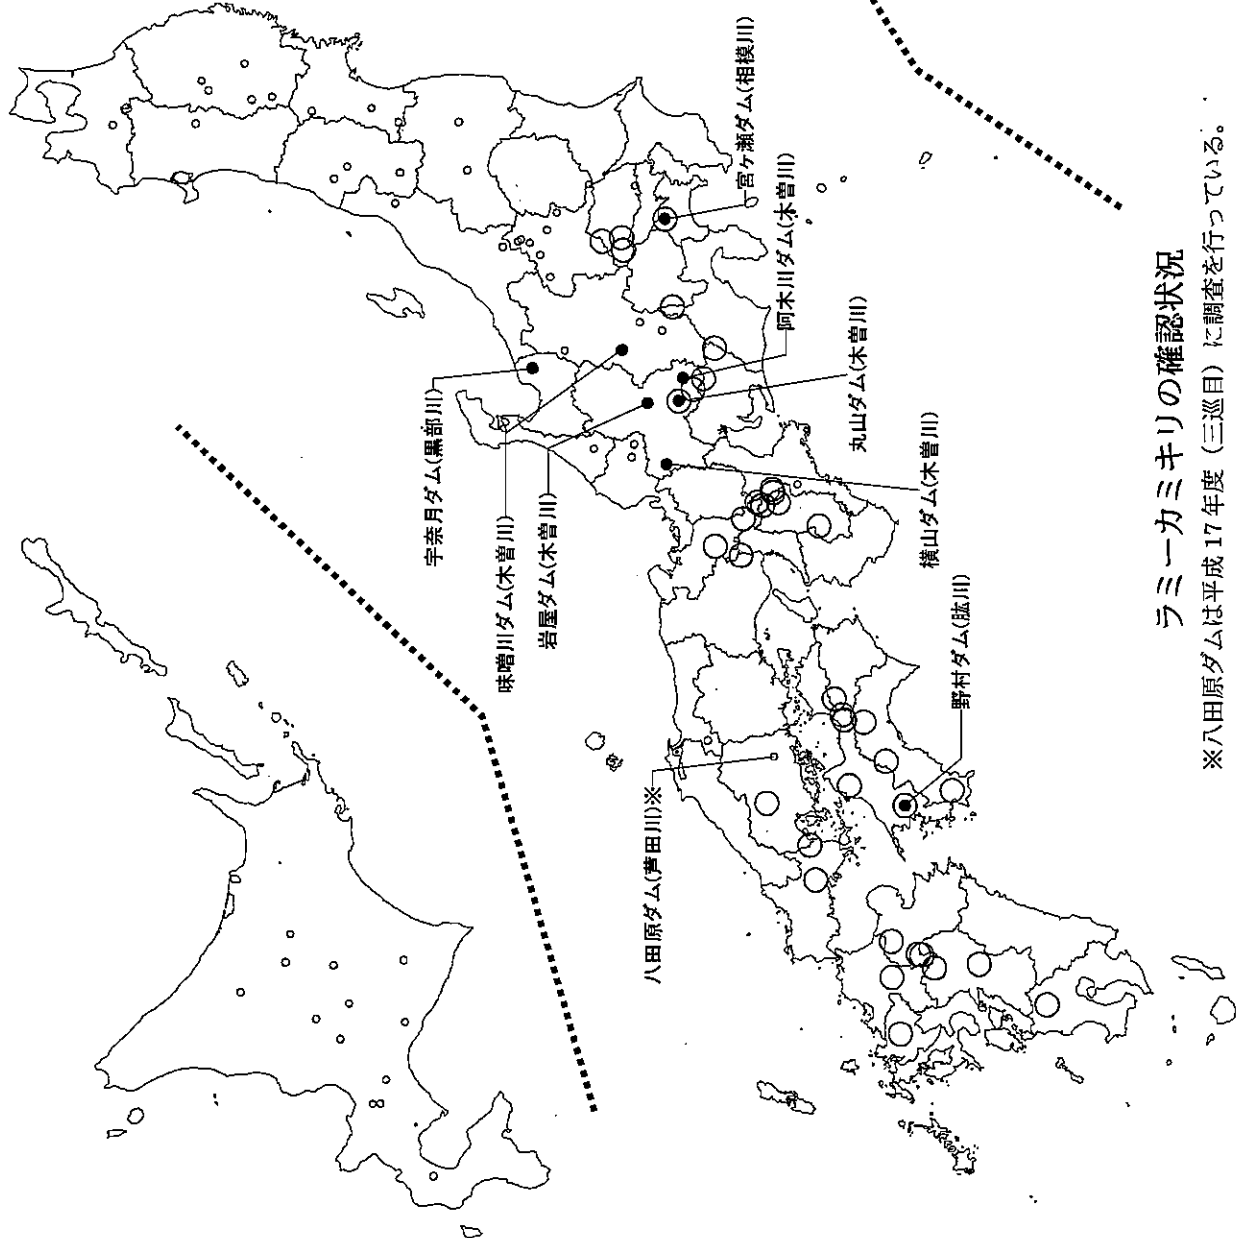 宇奈月ダム(黒部川)
味噌川ダム(木曽川)
岩屋ダム(木曽川)
八田原ダム(芦田川)※
宮ヶ瀬ダム(相模川)
阿木川ダム(木曽川)
丸山ダム(木曽川)
横山ダム(木曽川)
野村ダム(肱川)
ラミーカミキリの確認状況
※八田原ダムは平成17年度（三巡目）に調査を行っている。